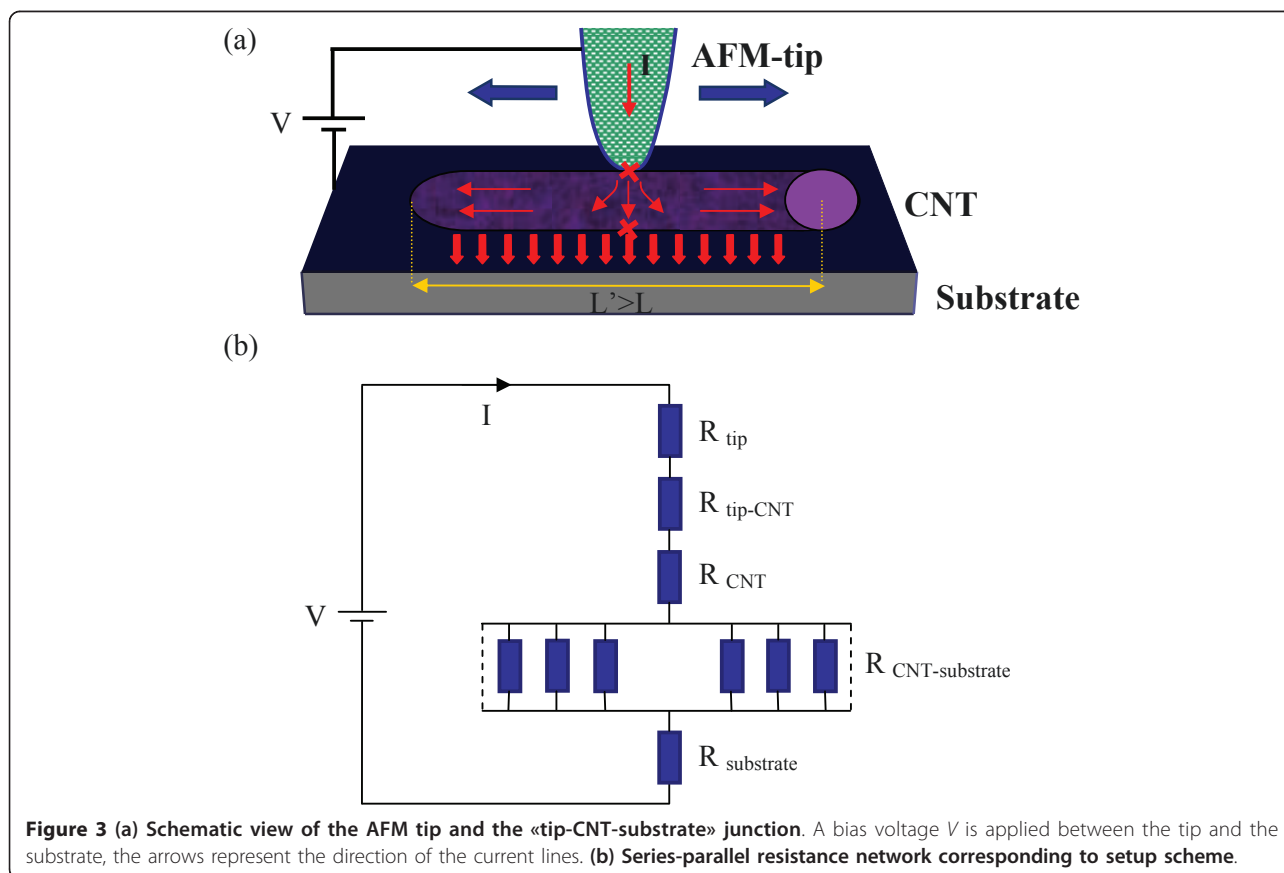 (a)
I
AFM-tip
V
CNT
L’>L
Substrate
(b)
I
R tip
R tip-CNT
R CNT
V
R CNT-substrate
R substrate
Figure 3 (a) Schematic view of the AFM tip and the «tip-CNT-substrate» junction. A bias voltage V is applied between the tip and the
substrate, the arrows represent the direction of the current lines. (b) Series-parallel resistance network corresponding to setup scheme.